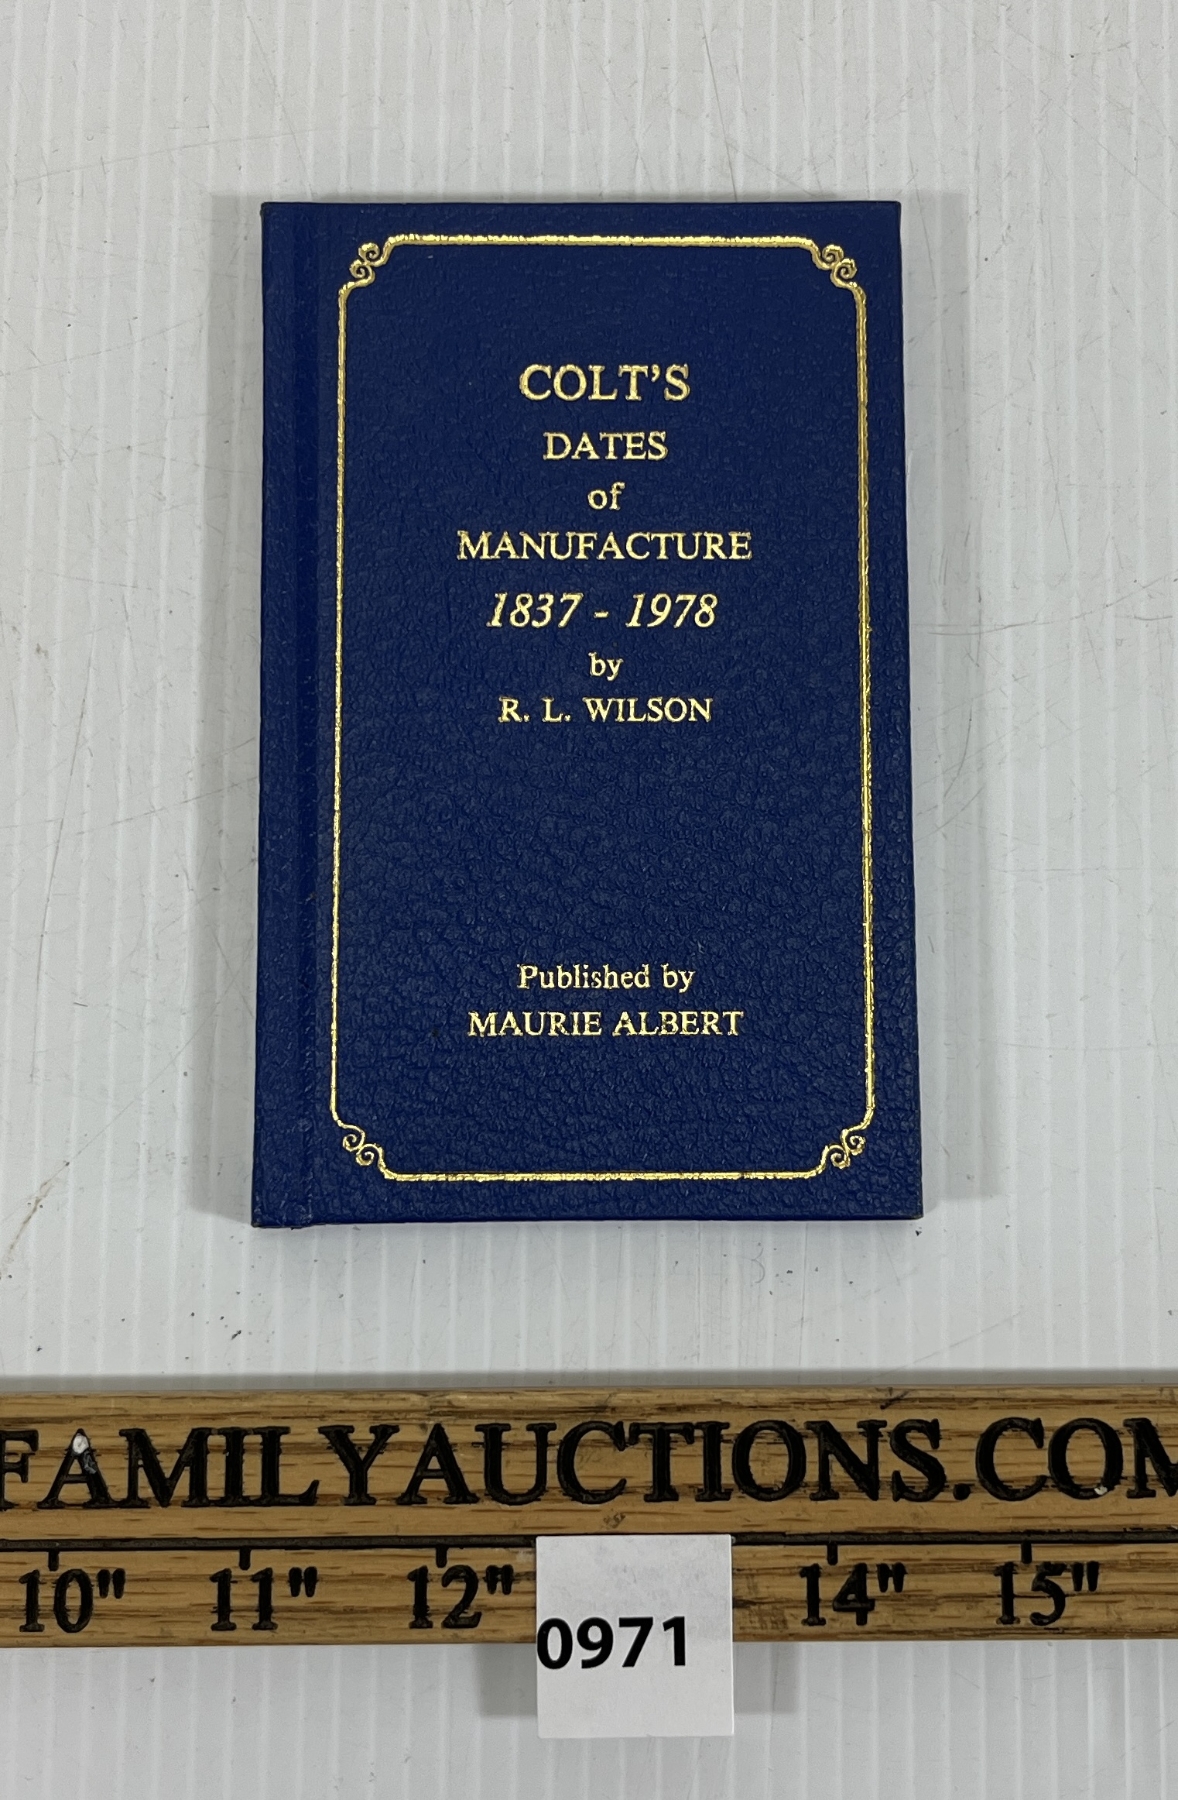 COLT'S
DATES
of
MANUFACTURE
1837 - 1978
by
R. L. WILSON
Published by
MAURIE ALBERT
FAMILYAUCTIONS.COM
10" 11" 12" 14" 15"
0971